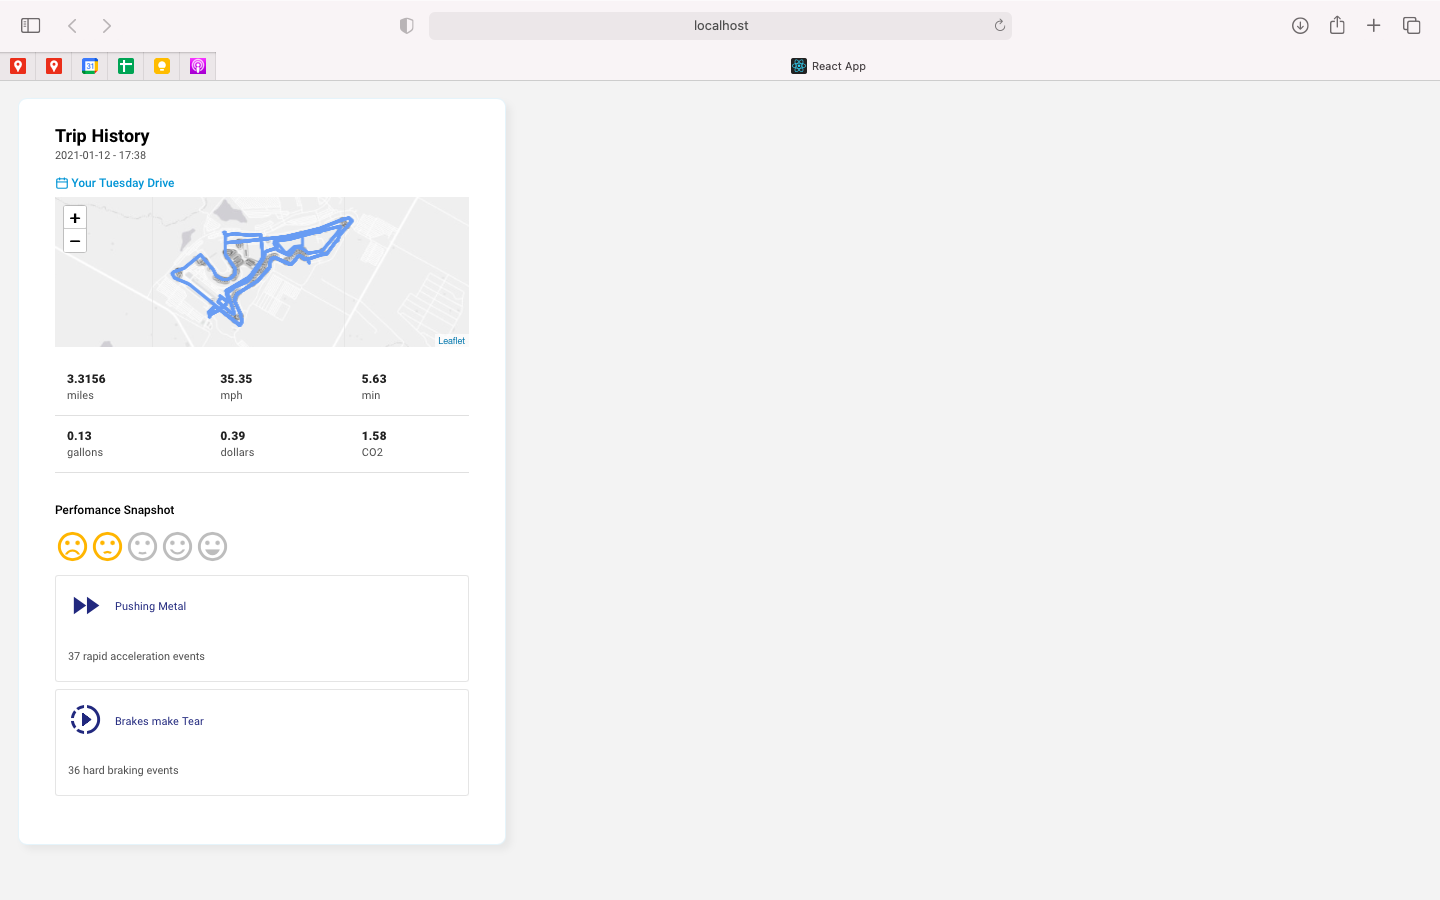 localhost
31
React App
Trip History
2021-01-12 - 17:38
Your Tuesday Drive
+
−
Leaflet
3.3156 35.35 5.63
miles mph min
0.13 0.39 1.58
gallons dollars CO2
Perfomance Snapshot
Pushing Metal
37 rapid acceleration events
Brakes make Tear
36 hard braking events